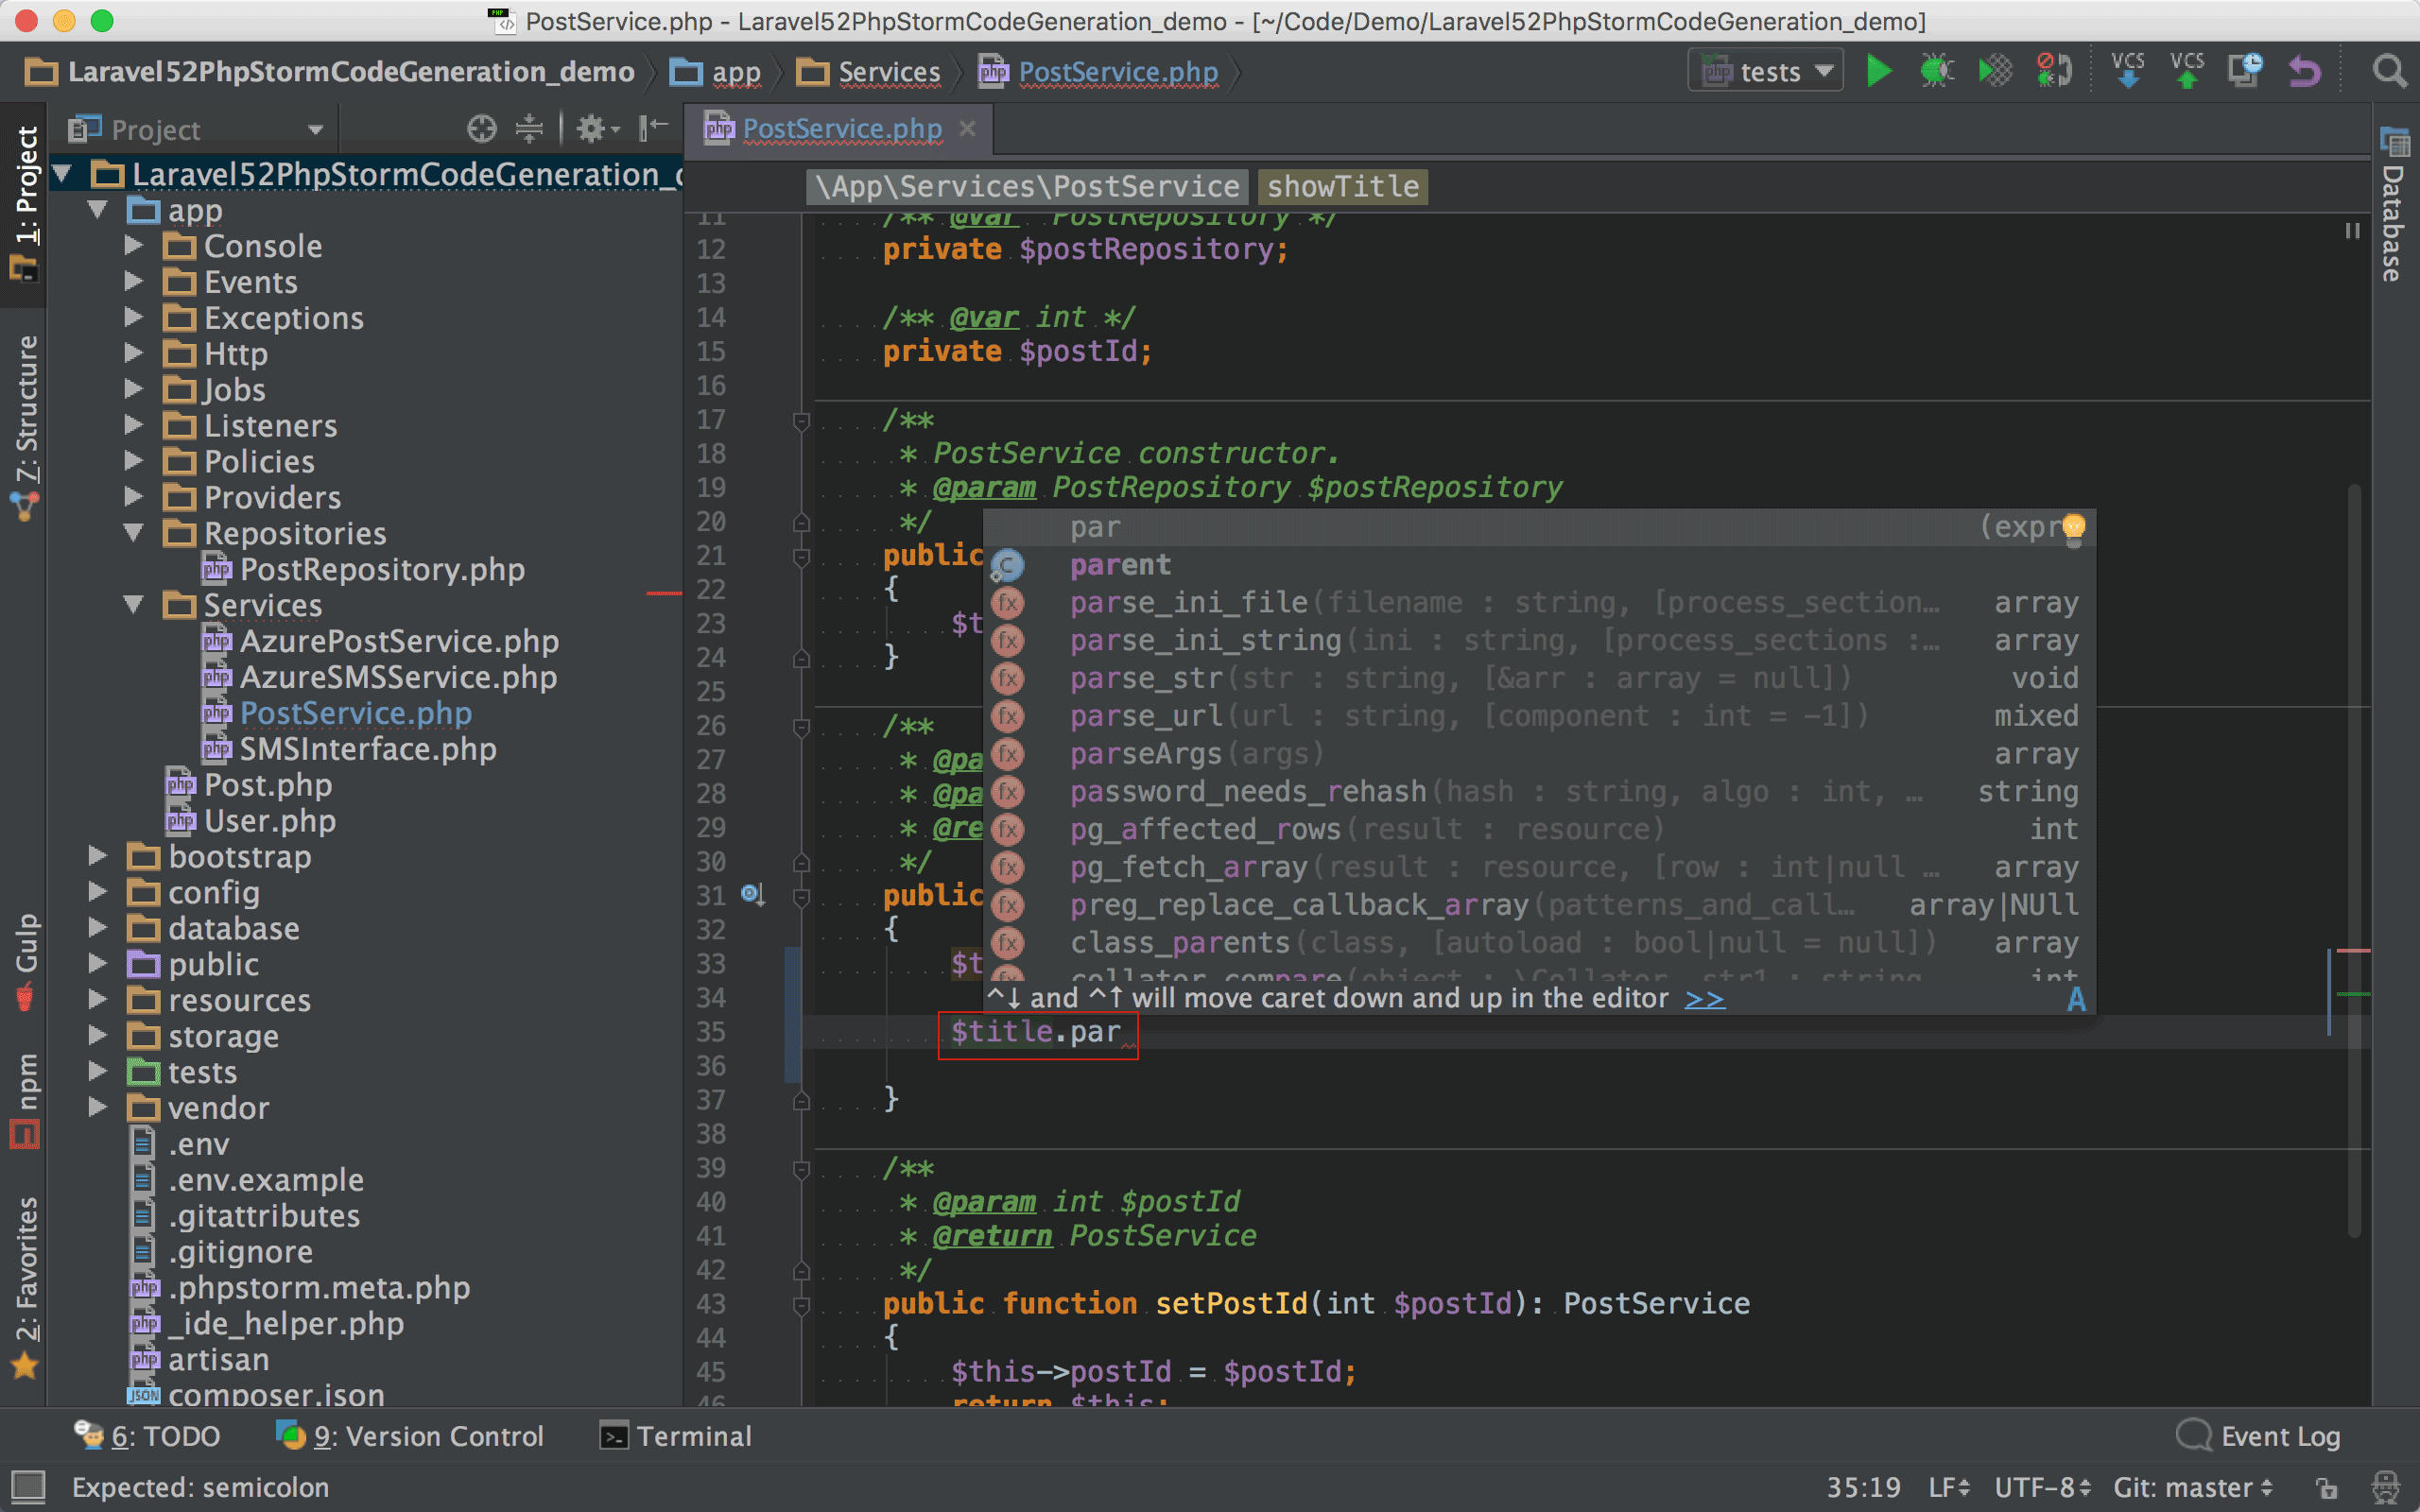 PostService.php - Laravel52PhpStormCodeGeneration_demo - [~/Code/Demo/Laravel52PhpStormCodeGeneration_demo]
Laravel52PhpStormCodeGeneration_demo app Services PostService.php tests VCS VCS
Project
PostService.php
\App\Services\PostService showTitle
1: Project
7: Structure
Gulp
npm
2: Favorites
Laravel52PhpStormCodeGeneration_
app
Console
Events
Exceptions
Http
Jobs
Listeners
Policies
Providers
Repositories
PostRepository.php
Services
AzurePostService.php
AzureSMSService.php
PostService.php
SMSInterface.php
Post.php
User.php
bootstrap
config
database
public
resources
storage
tests
vendor
.env
.env.example
.gitattributes
.gitignore
.phpstorm.meta.php
_ide_helper.php
artisan
composer.json
11 /** @var PostRepository */
12 private $postRepository;
13
14 /** @var int */
15 private $postId;
16
17 /**
18 * PostService constructor.
19 * @param PostRepository $postRepository
20 */
21 public
22 {
23 $t
24 }
25
26 /**
27 * @pa
28 * @pa
29 * @re
30 */
31 public
32 {
33 $t
34
35 $title.par
36
37 }
38
39 /**
40 * @param int $postId
41 * @return PostService
42 */
43 public function setPostId(int $postId): PostService
44 {
45 $this->postId = $postId;
46 return $this;
par (expr
parent
parse_ini_file(filename : string, [process_section… array
parse_ini_string(ini : string, [process_sections :… array
parse_str(str : string, [&arr : array = null]) void
parse_url(url : string, [component : int = -1]) mixed
parseArgs(args) array
password_needs_rehash(hash : string, algo : int, … string
pg_affected_rows(result : resource) int
pg_fetch_array(result : resource, [row : int|null … array
preg_replace_callback_array(patterns_and_call… array|NUll
class_parents(class, [autoload : bool|null = null]) array
collator_compare(object : \Collator, str1 : string, int
^↓ and ^↑ will move caret down and up in the editor >>
Database
6: TODO 9: Version Control Terminal Event Log
Expected: semicolon 35:19 LF UTF-8 Git: master